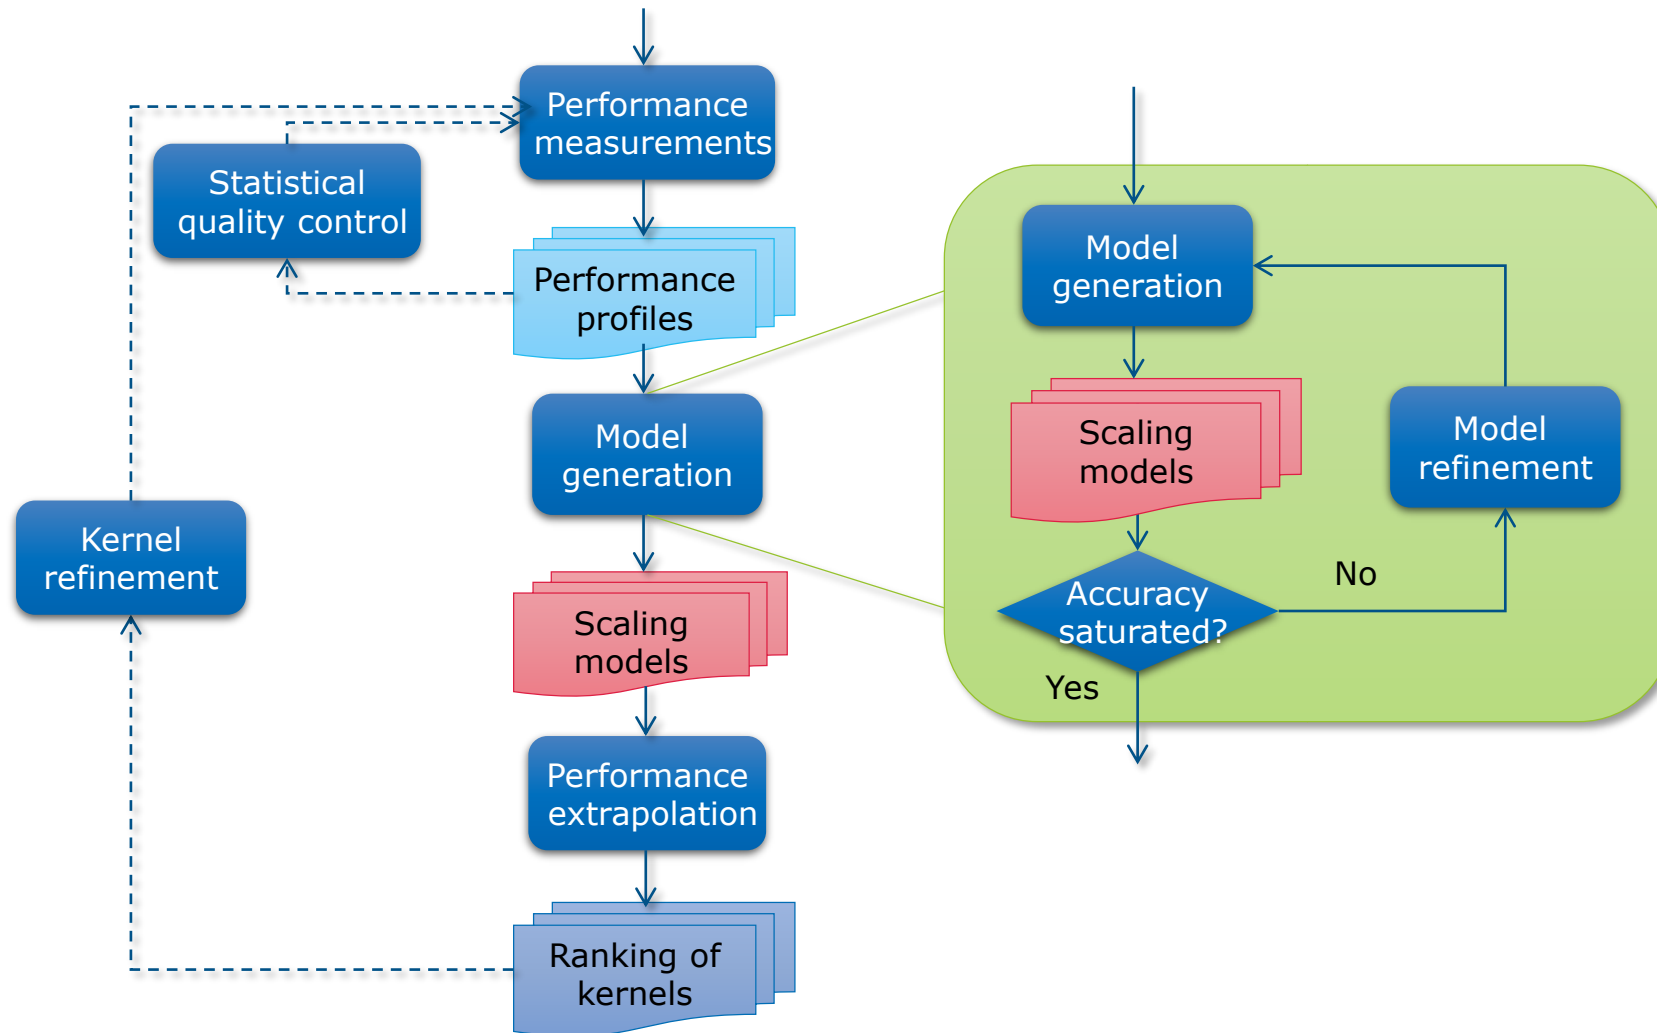 Performance
measurements
Statistical
quality control
Performance
profiles
Model
generation
Kernel
refinement
Scaling
models
Performance
extrapolation
Ranking of
kernels
Model
generation
Scaling
models
Model
refinement
Accuracy
saturated?
No
Yes